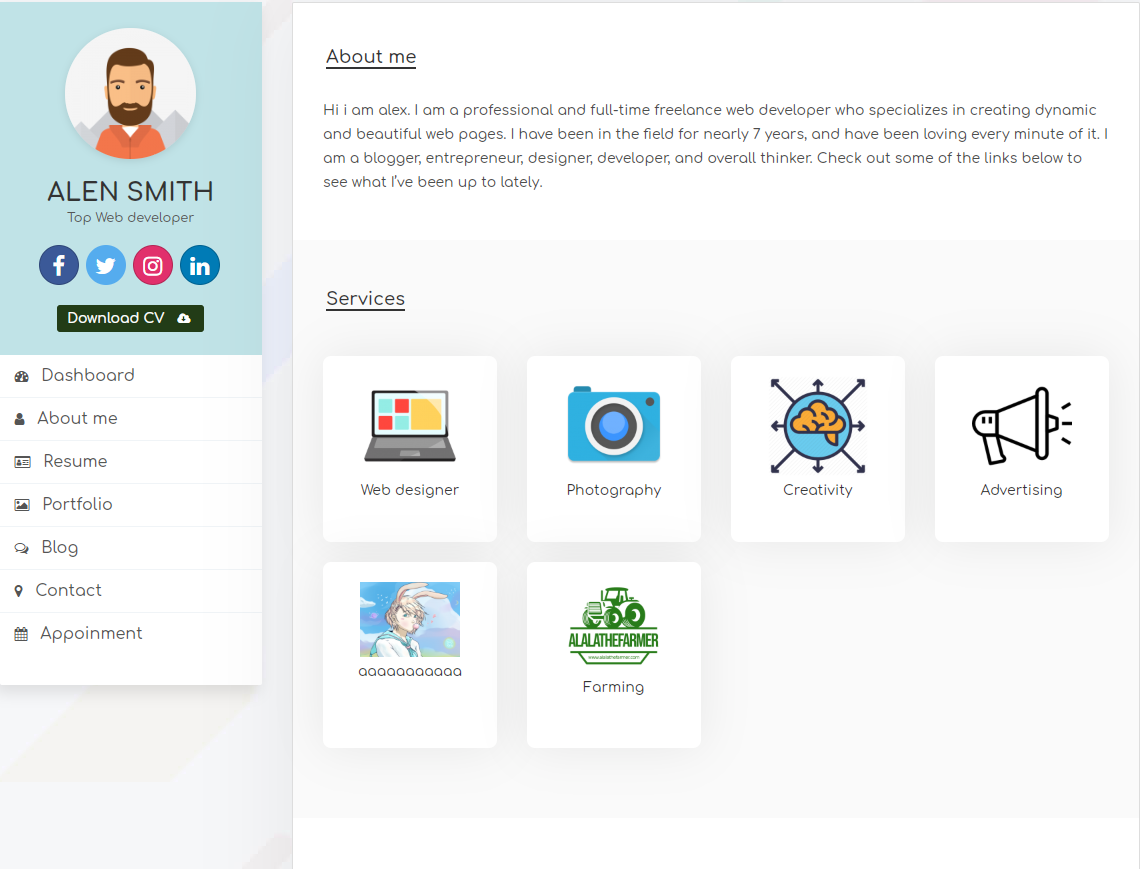 ALEN SMITH
Top Web developer
Download CV
Dashboard
About me
Resume
Portfolio
Blog
Contact
Appoinment
About me
Hi i am alex. I am a professional and full-time freelance web developer who specializes in creating dynamic
and beautiful web pages. I have been in the field for nearly 7 years, and have been loving every minute of it. I
am a blogger, entrepreneur, designer, developer, and overall thinker. Check out some of the links below to
see what I've been up to lately.
Services
Web designer
Photography
Creativity
Advertising
aaaaaaaaaaa
ALALATHEFARMER
www.alalathefarmer.com
Farming